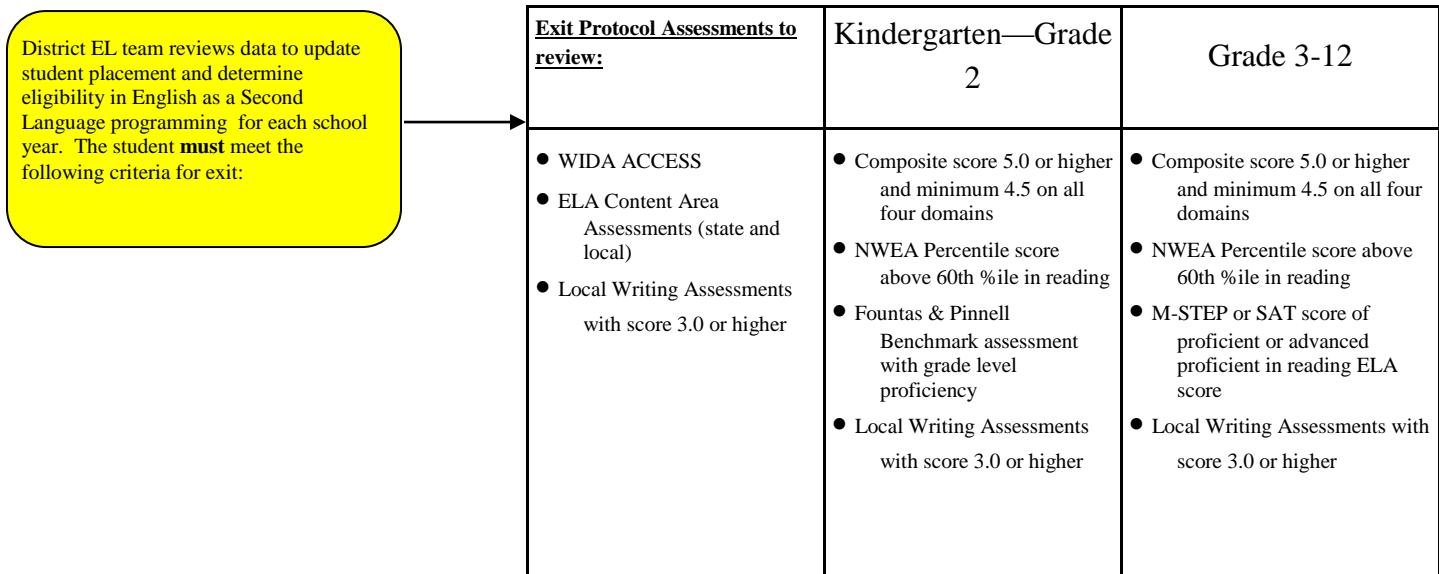 District EL team reviews data to update
student placement and determine
eligibility in English as a Second
Language programming for each school
year. The student must meet the
following criteria for exit:
Exit Protocol Assessments to
review:
Kindergarten—Grade
2
Grade 3-12
● WIDA ACCESS
● ELA Content Area
Assessments (state and
local)
● Local Writing Assessments
with score 3.0 or higher
● Composite score 5.0 or higher
and minimum 4.5 on all
four domains
● NWEA Percentile score
above 60th %ile in reading
● Fountas & Pinnell
Benchmark assessment
with grade level
proficiency
● Local Writing Assessments
with score 3.0 or higher
● Composite score 5.0 or higher
and minimum 4.5 on all four
domains
● NWEA Percentile score above
60th %ile in reading
● M-STEP or SAT score of
proficient or advanced
proficient in reading ELA
score
● Local Writing Assessments with
score 3.0 or higher